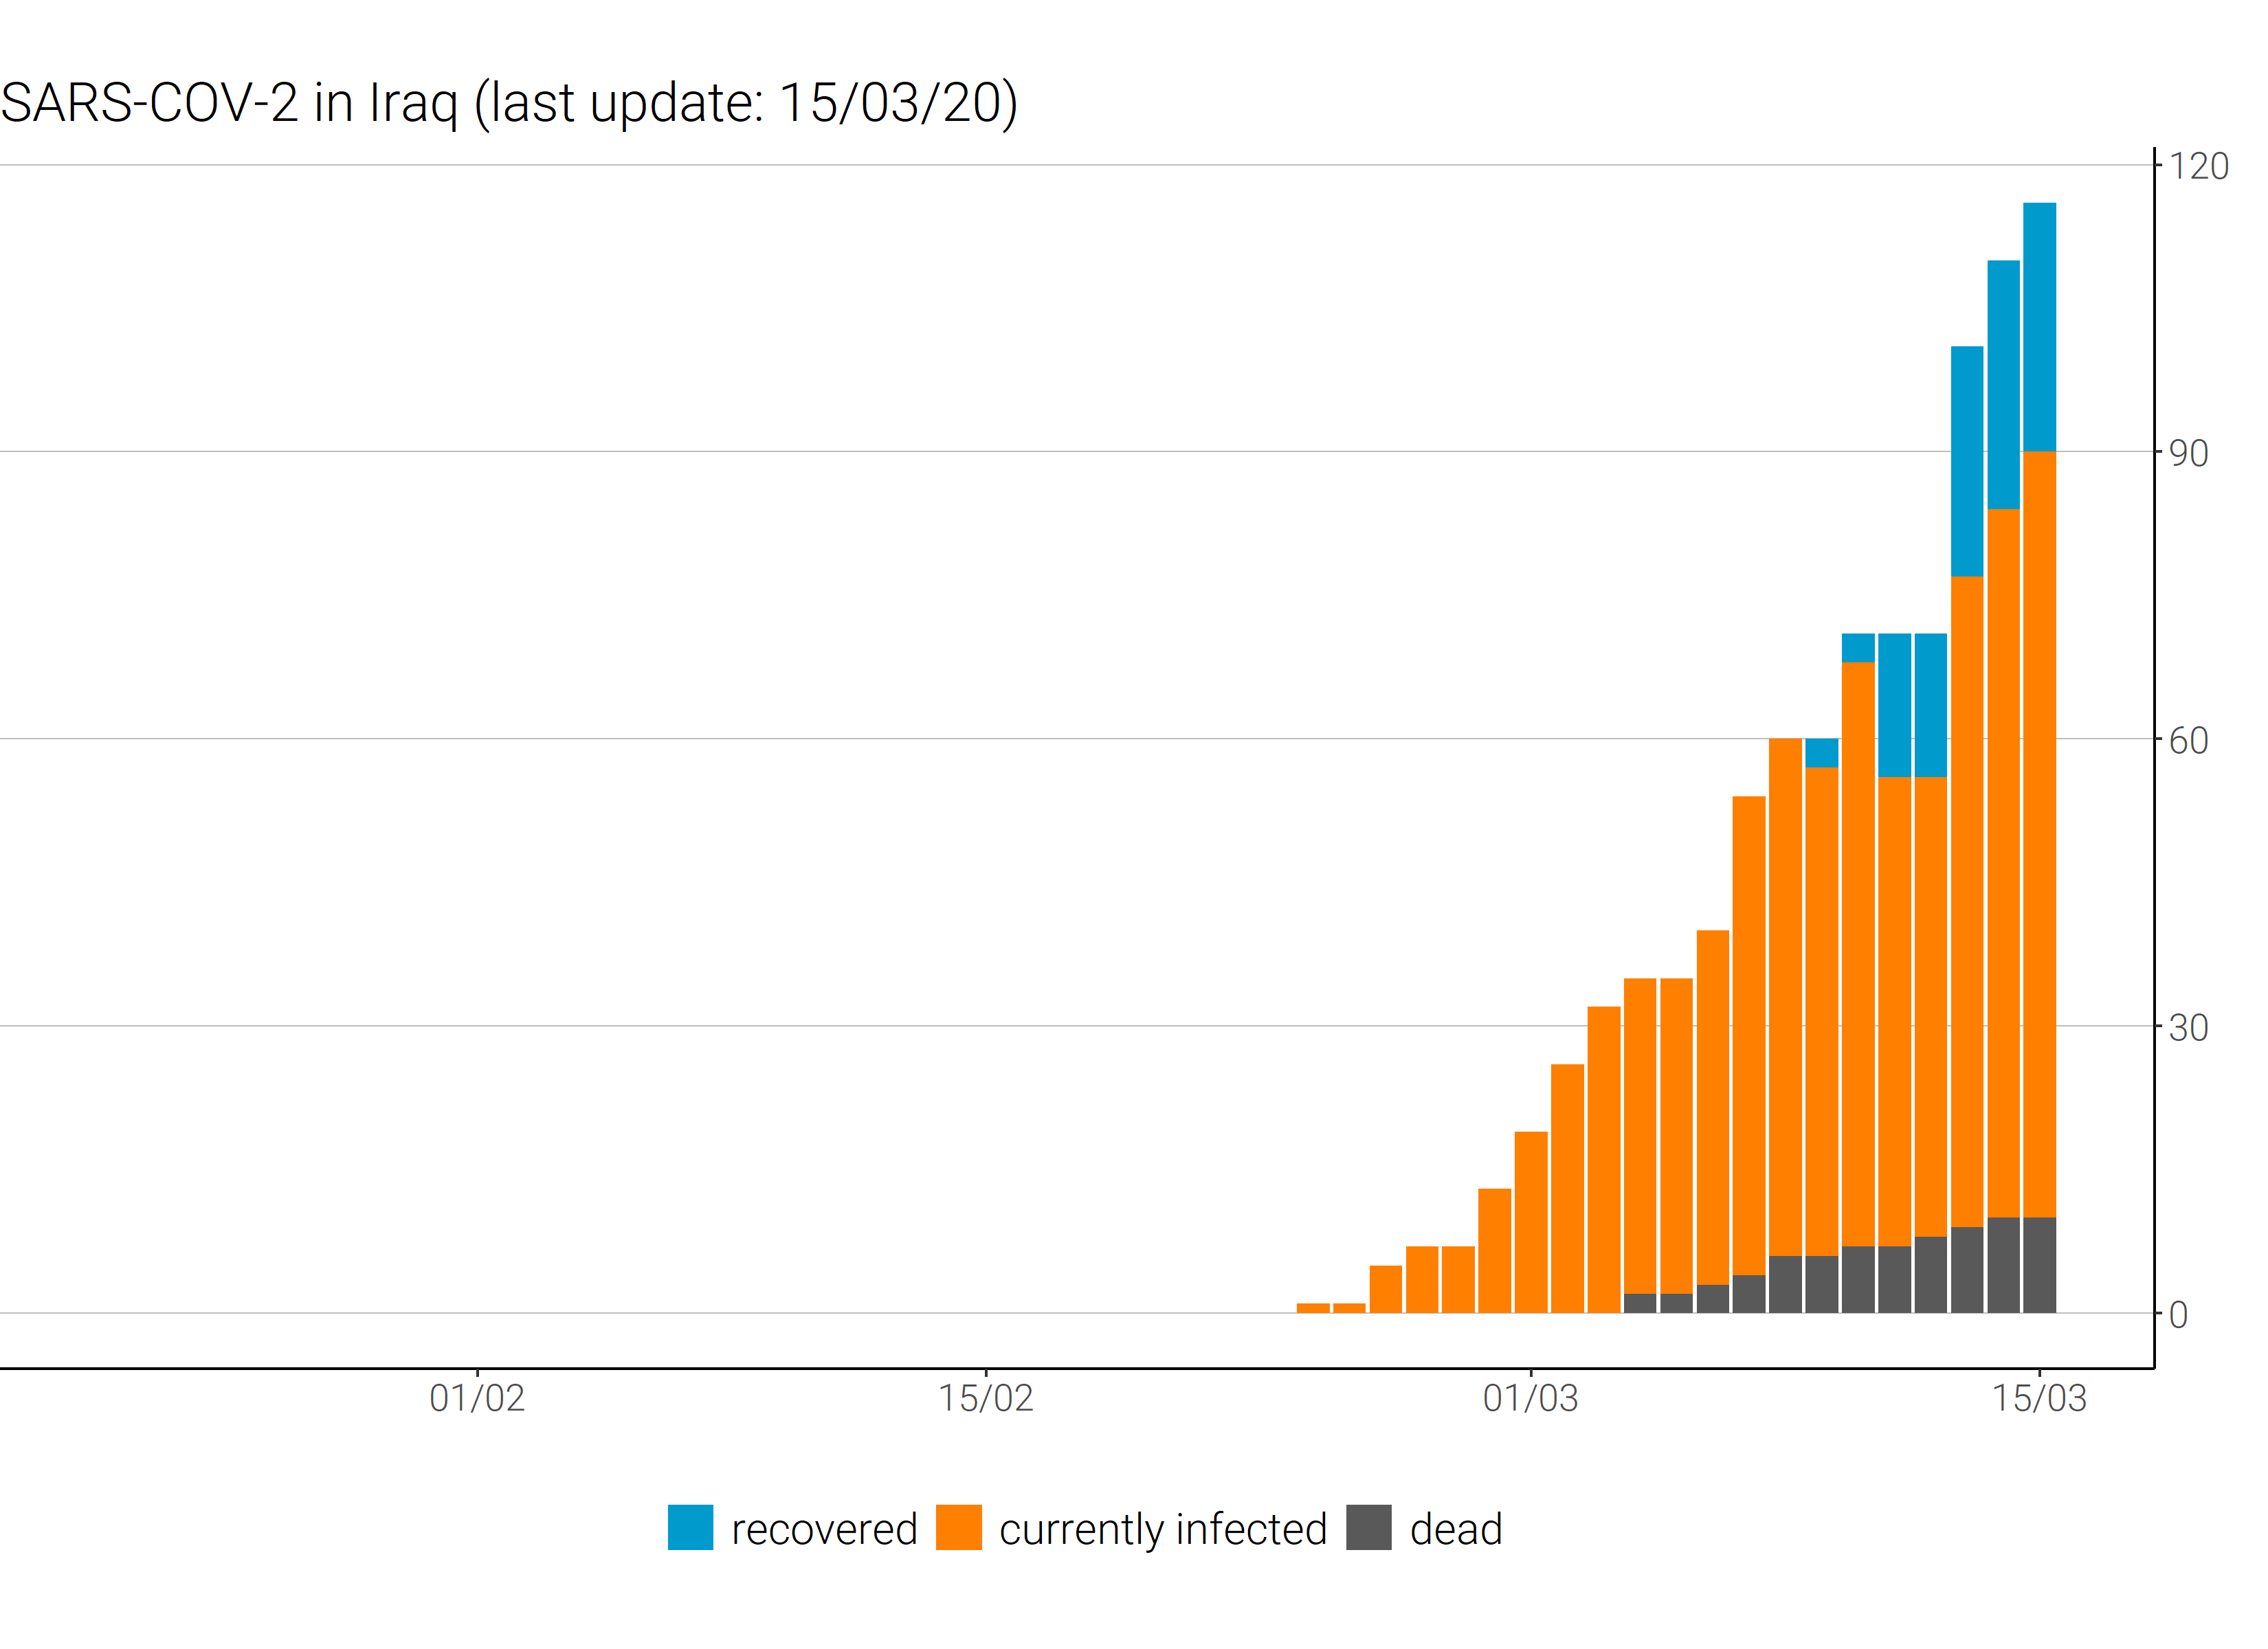 SARS-COV-2 in Iraq (last update: 15/03/20)
120
90
60
30
0
01/02 15/02 01/03 15/03
recovered currently infected dead